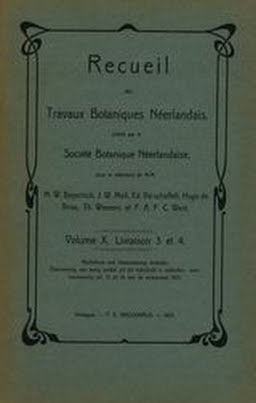 Recueil
des
Travaux Botaniques Néerlandais,
publié par la
Société Botanique Néerlandaise,
sous la rédaction de M.M.
M. W. Beijerinck, J. W. Moll, Ed. Verschaffelt, Hugo de
Vries, Th. Weevers, et F. A. F. C. Went.
Volume X. Livraison 3 et 4.
Nijmegen. — F. E. MACDONALD. — 1913.